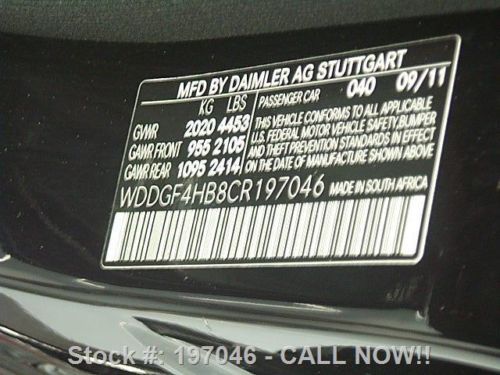 MFD BY DAIMLER AG STUTTGART
KG LBS PASSENGER CAR 040 09/11
GVWR 2020 4453
GAWR FRONT 955 2105
GAWR REAR 1095 2414
THIS VEHICLE CONFORMS TO ALL APPLICABLE
U.S. FEDERAL MOTOR VEHICLE SAFETY, BUMPER
AND THEFT PREVENTION STANDARDS IN EFFECT
ON THE DATE OF MANUFACTURE SHOWN ABOVE.
WDDGF4HB8CR197046 MADE IN SOUTH AFRICA
Stock #: 197046 - CALL NOW!!